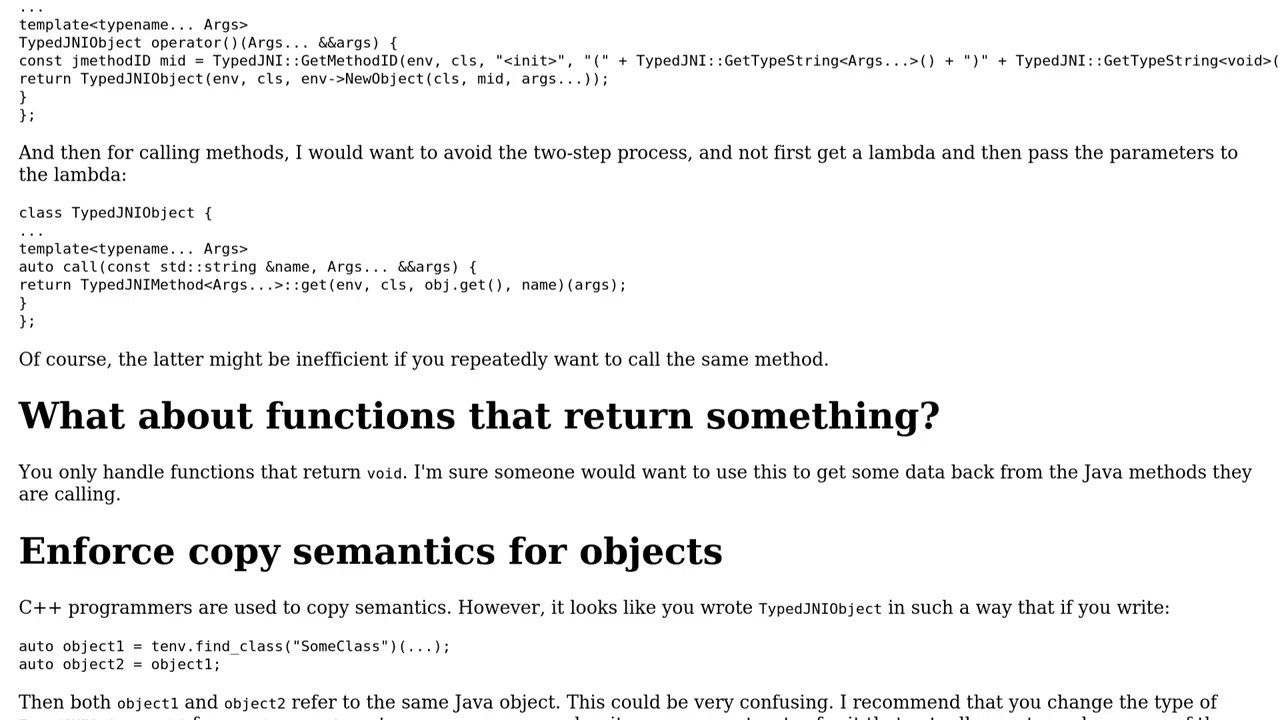 ...
template<typename... Args>
TypedJNIObject operator()(Args... &&args) {
const jmethodID mid = TypedJNI::GetMethodID(env, cls, "<init>", "(" + TypedJNI::GetTypeString<Args...>() + ")" + TypedJNI::GetTypeString<void>(
return TypedJNIObject(env, cls, env->NewObject(cls, mid, args...));
}
};
And then for calling methods, I would want to avoid the two-step process, and not first get a lambda and then pass the parameters to
the lambda:
class TypedJNIObject {
...
template<typename... Args>
auto call(const std::string &name, Args... &&args) {
return TypedJNIMethod<Args...>::get(env, cls, obj.get(), name)(args);
}
};
Of course, the latter might be inefficient if you repeatedly want to call the same method.
What about functions that return something?
You only handle functions that return void. I'm sure someone would want to use this to get some data back from the Java methods they
are calling.
Enforce copy semantics for objects
C++ programmers are used to copy semantics. However, it looks like you wrote TypedJNIObject in such a way that if you write:
auto object1 = tenv.find_class("SomeClass")(...);
auto object2 = object1;
Then both object1 and object2 refer to the same Java object. This could be very confusing. I recommend that you change the type of